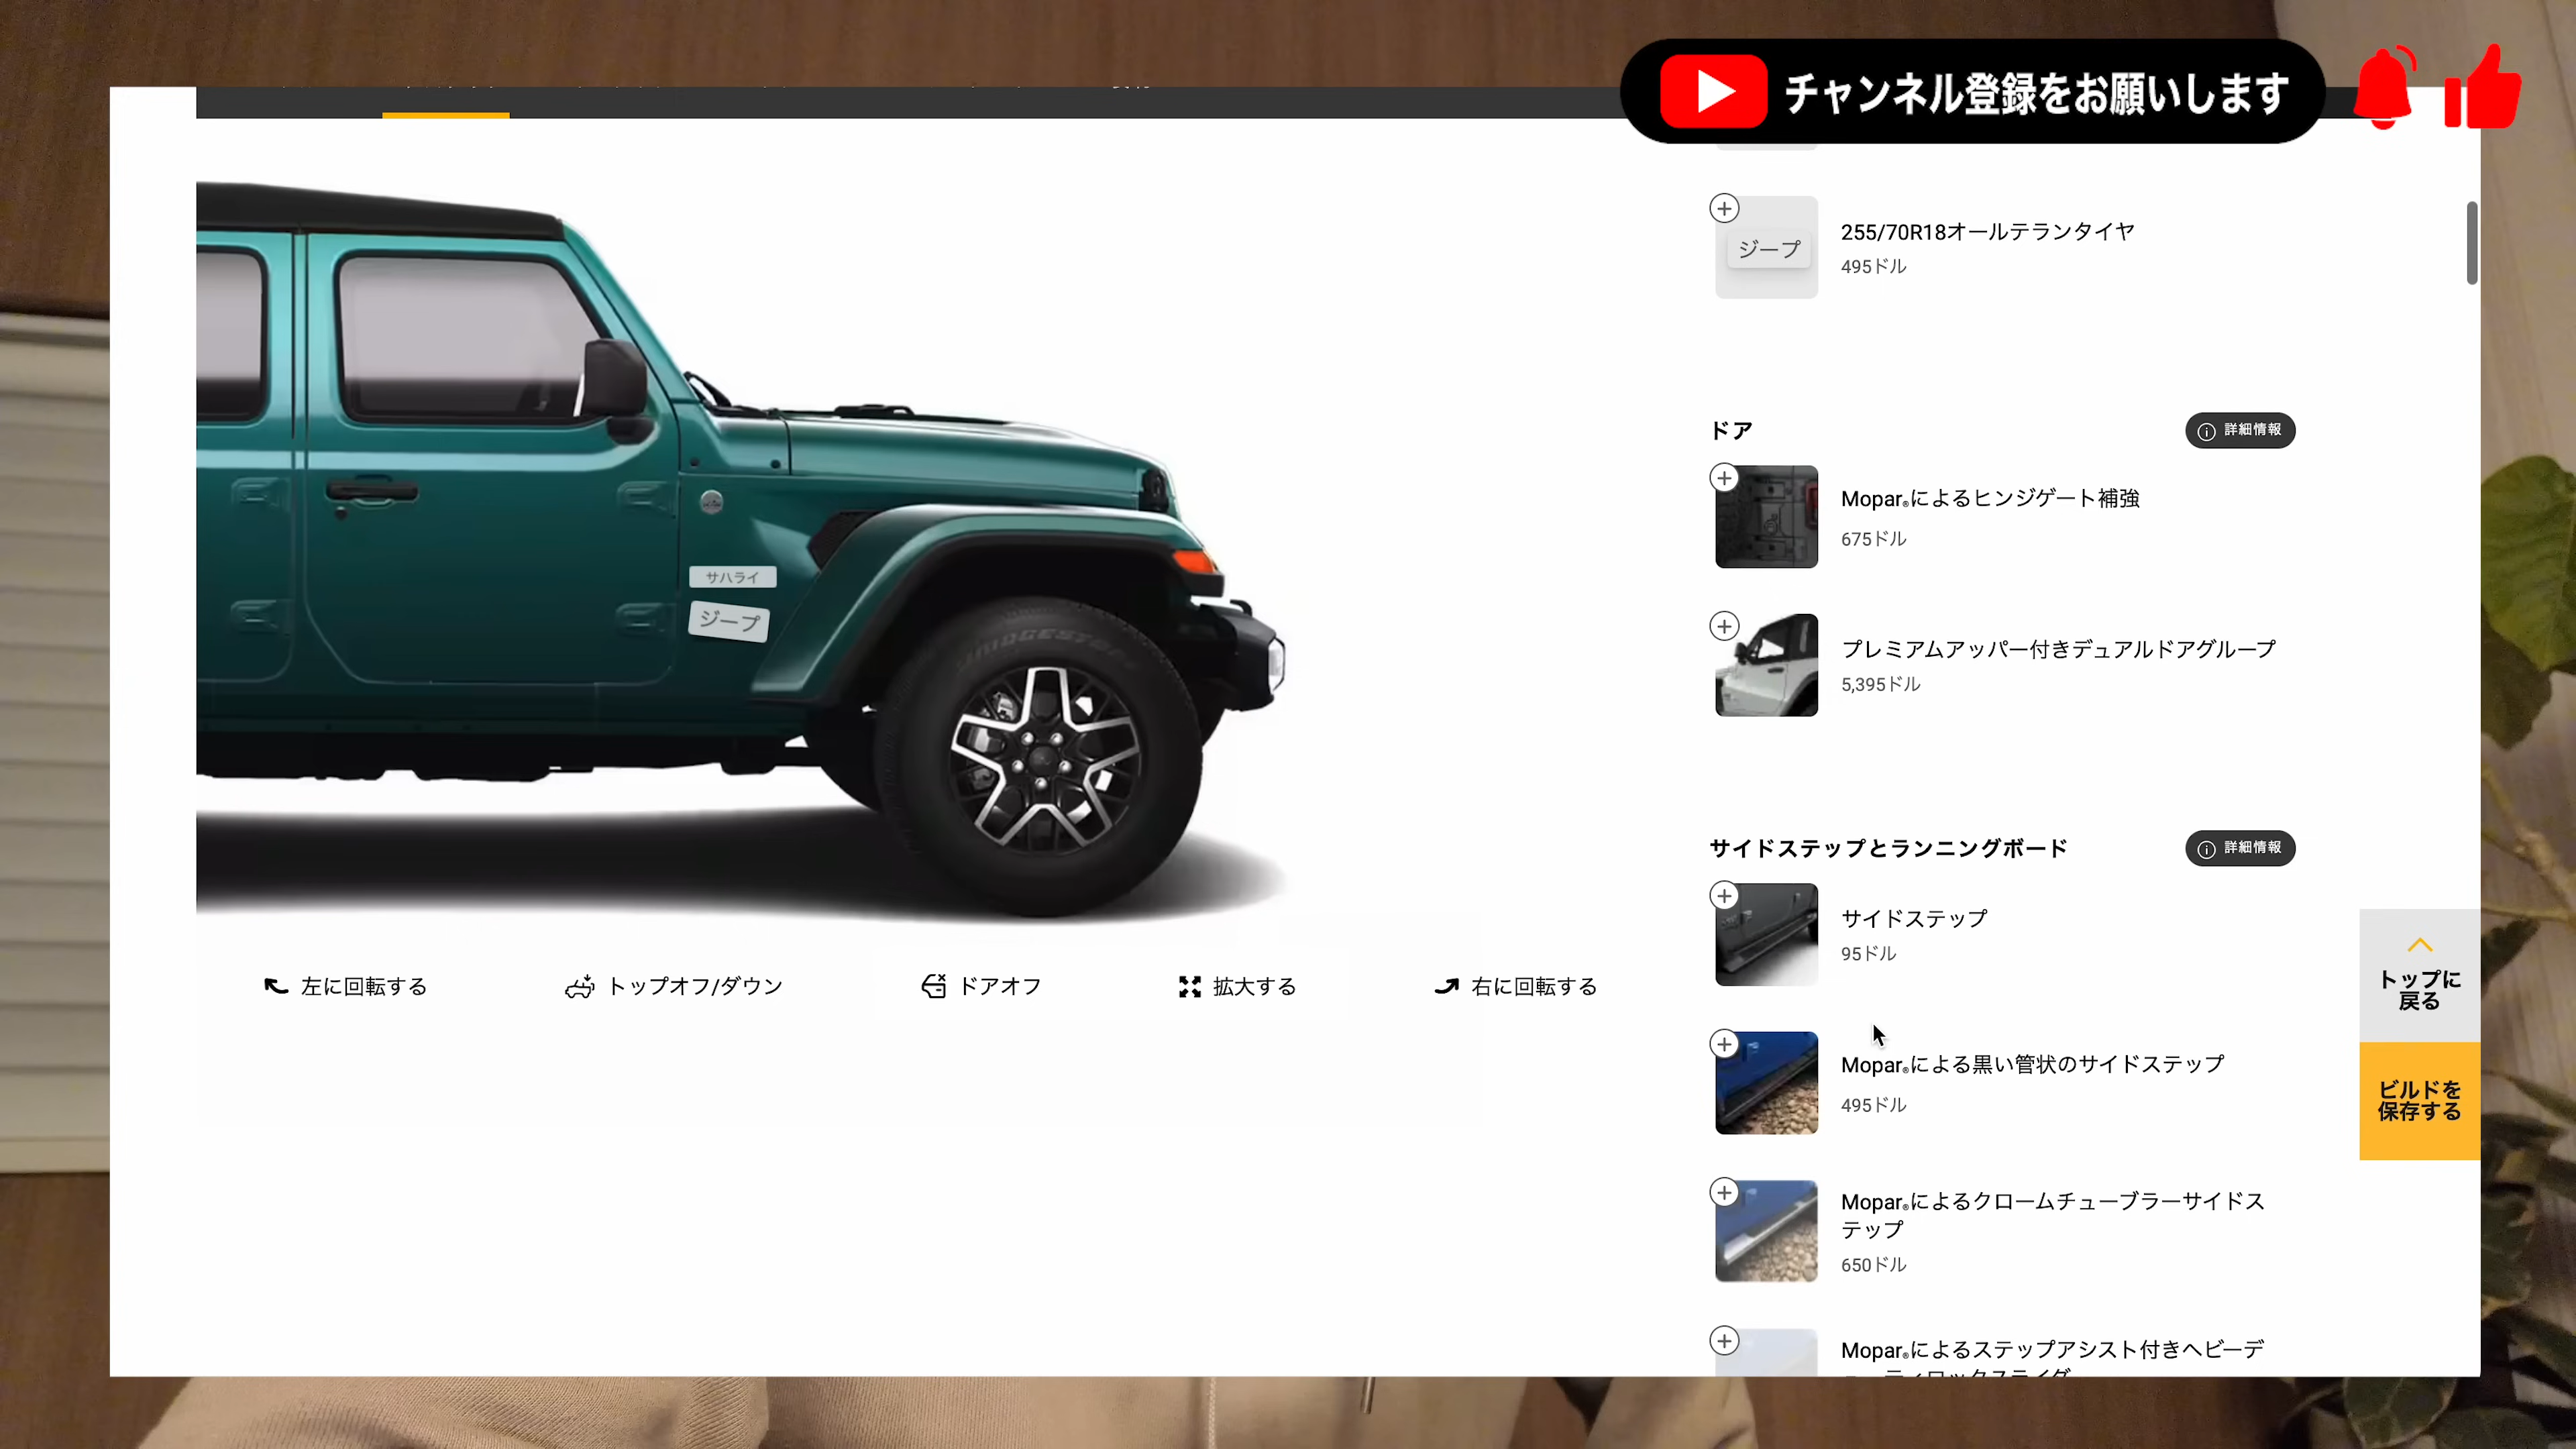 チャンネル登録をお願いします
255/70R18オールテランタイヤ
ジープ
495ドル
ドア
詳細情報
Mopar®によるヒンジゲート補強
675ドル
プレミアムアッパー付きデュアルドアグループ
5,395ドル
サハライ
ジープ
BRIDGESTONE
サイドステップとランニングボード
詳細情報
サイドステップ
95ドル
左に回転する
トップオフ/ダウン
ドアオフ
拡大する
右に回転する
トップに
戻る
Mopar®による黒い管状のサイドステップ
495ドル
ビルドを
保存する
Mopar®によるクロームチューブラーサイドス
テップ
650ドル
Mopar®によるステップアシスト付きヘビーデ